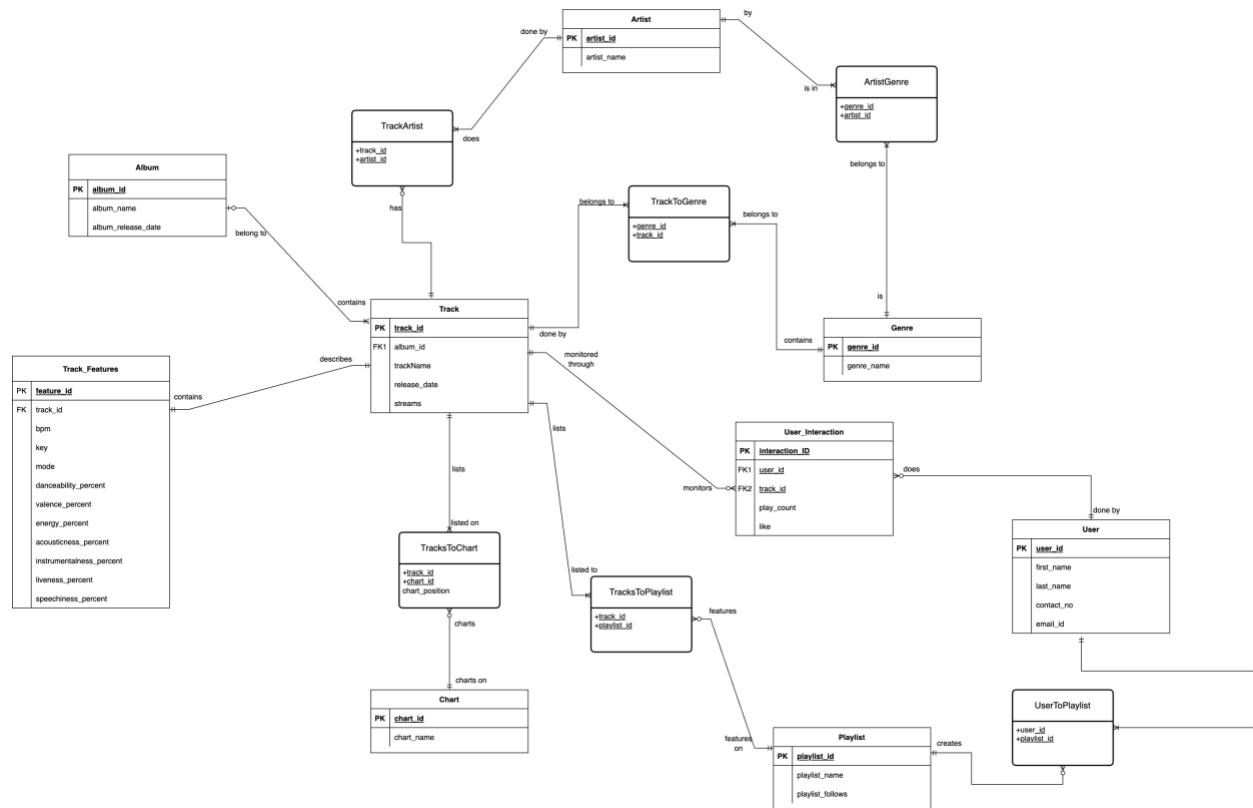 Artist
PK artist_id
artist_name
by
done by
is in
ArtistGenre
+genre_id
+artist_id
TrackArtist
+track_id
+artist_id
does
belongs to
Album
PK album_id
album_name
album_release_date
belong to
has
TrackToGenre
+genre_id
+track_id
belongs to
belongs to
is
contains
Track
PK track_id
FK1 album_id
trackName
release_date
streams
done by
contains
Genre
PK genre_id
genre_name
describes
monitored
through
Track_Features
PK feature_id
FK track_id
bpm
key
mode
danceability_percent
valence_percent
energy_percent
acousticness_percent
instrumentalness_percent
liveness_percent
speechiness_percent
contains
lists
lists
User_Interaction
PK interaction_ID
FK1 user_id
FK2 track_id
play_count
like
monitors
does
done by
listed on
TracksToChart
+track_id
+chart_id
chart_position
charts
charts on
listed to
TracksToPlaylist
+track_id
+playlist_id
features
User
PK user_id
first_name
last_name
contact_no
email_id
Chart
PK chart_id
chart_name
features
on
Playlist
PK playlist_id
playlist_name
playlist_follows
creates
UserToPlaylist
+user_id
+playlist_id